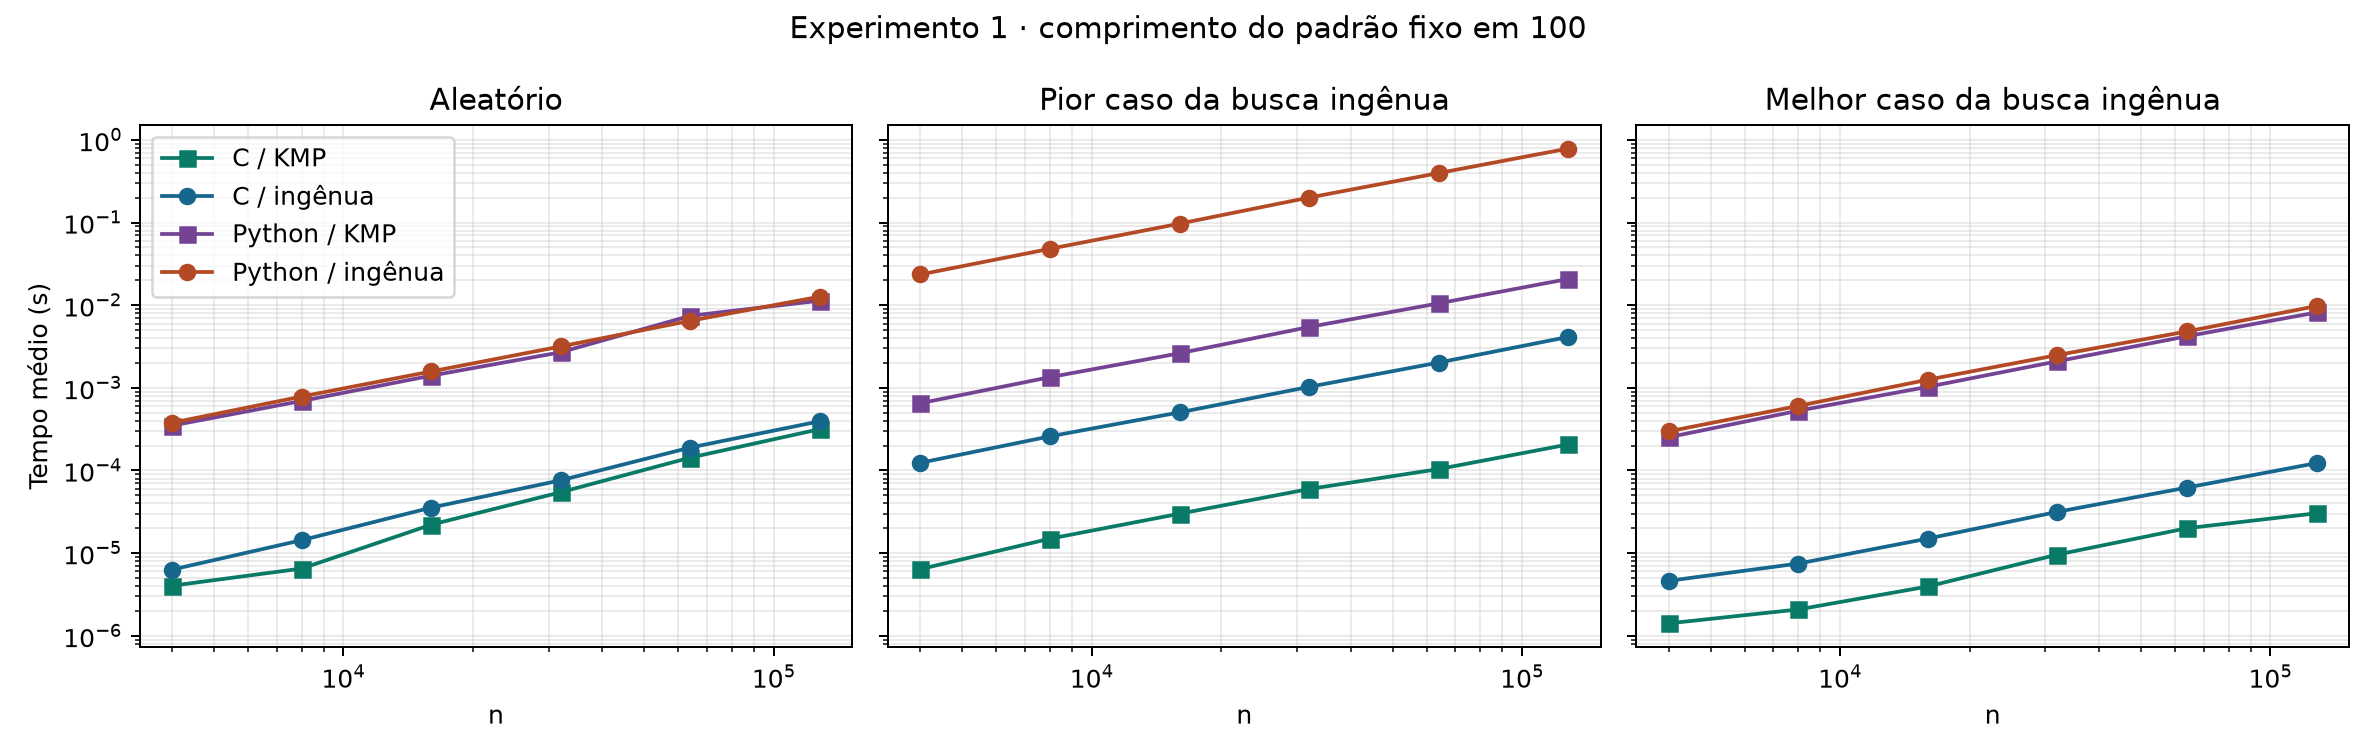 Experimento 1 · comprimento do padrão fixo em 100
Aleatório
Pior caso da busca ingênua
Melhor caso da busca ingênua
Tempo médio (s)
10⁰
10⁻¹
10⁻²
10⁻³
10⁻⁴
10⁻⁵
10⁻⁶
C / KMP
C / ingênua
Python / KMP
Python / ingênua
10⁴ 10⁵
10⁴ 10⁵
10⁴ 10⁵
n
n
n